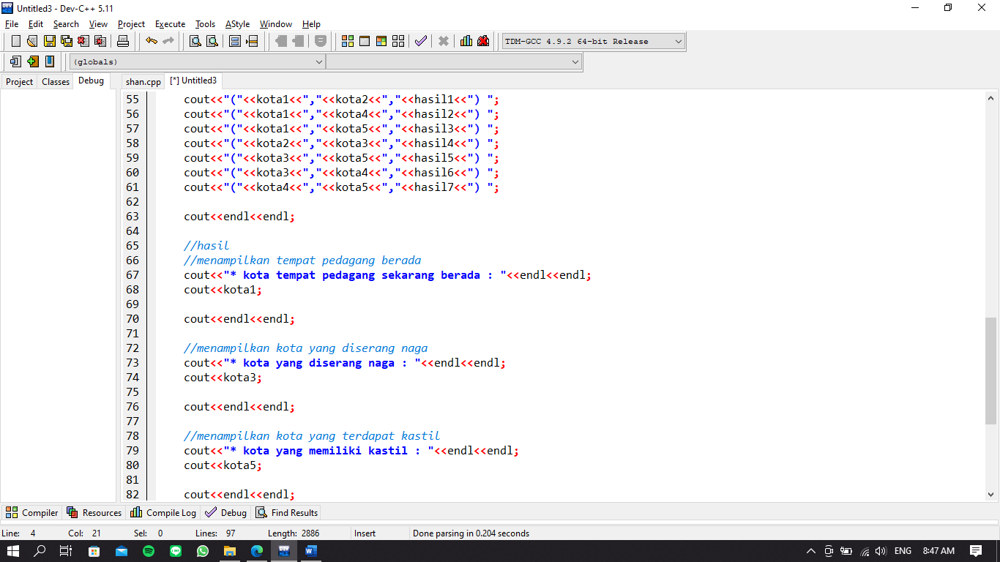 Untitled3 - Dev-C++ 5.11
File Edit Search View Project Execute Tools AStyle Window Help
TDM-GCC 4.9.2 64-bit Release
(globals)
Project Classes Debug shan.cpp [*] Untitled3
55 cout<<"("<<kota1<<","<<kota2<<","<<hasil1<<") ";
56 cout<<"("<<kota1<<","<<kota4<<","<<hasil2<<") ";
57 cout<<"("<<kota1<<","<<kota5<<","<<hasil3<<") ";
58 cout<<"("<<kota2<<","<<kota3<<","<<hasil4<<") ";
59 cout<<"("<<kota3<<","<<kota5<<","<<hasil5<<") ";
60 cout<<"("<<kota3<<","<<kota4<<","<<hasil6<<") ";
61 cout<<"("<<kota4<<","<<kota5<<","<<hasil7<<") ";
62
63 cout<<endl<<endl;
64
65 //hasil
66 //menampilkan tempat pedagang berada
67 cout<<"* kota tempat pedagang sekarang berada : "<<endl<<endl;
68 cout<<kota1;
69
70 cout<<endl<<endl;
71
72 //menampilkan kota yang diserang naga
73 cout<<"* kota yang diserang naga : "<<endl<<endl;
74 cout<<kota3;
75
76 cout<<endl<<endl;
77
78 //menampilkan kota yang terdapat kastil
79 cout<<"* kota yang memiliki kastil : "<<endl<<endl;
80 cout<<kota5;
81
82 cout<<endl<<endl;
Compiler Resources Compile Log Debug Find Results
Line: 4 Col: 21 Sel: 0 Lines: 97 Length: 2886 Insert Done parsing in 0.204 seconds
ENG 8:47 AM